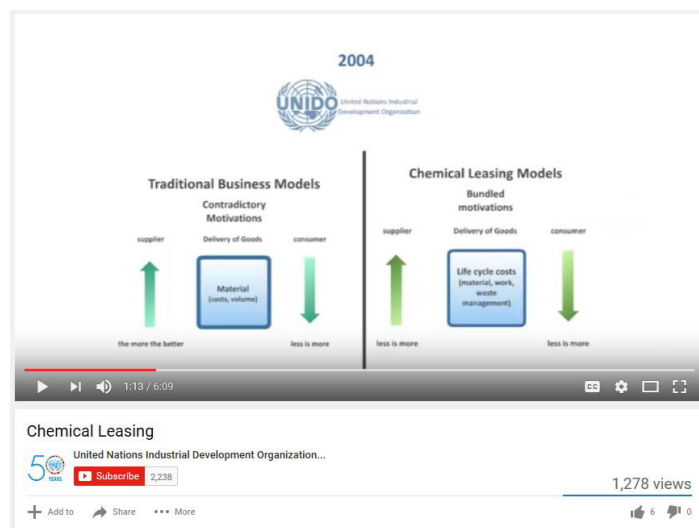 2004
UNIDO
United Nations Industrial
Development Organization
Traditional Business Models
Contradictory
Motivations
supplier
Delivery of Goods
consumer
Material
(costs, volume)
the more the better
less is more
Chemical Leasing Models
Bundled
motivations
supplier
Delivery of Goods
consumer
Life cycle costs
(material, work,
waste
management)
less is more
less is more
1:13 / 6:09
CC
Chemical Leasing
50
YEARS
United Nations Industrial Development Organization...
Subscribe
2,238
1,278 views
Add to
Share
More
6
0